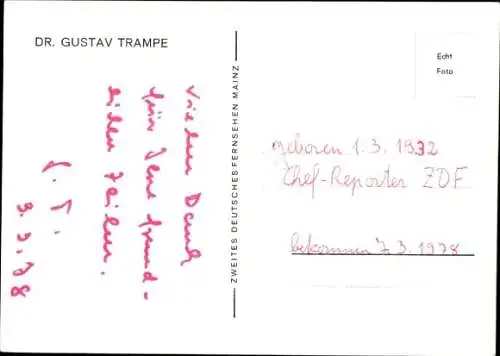 DR. GUSTAV TRAMPE
Vielen Dank
für Ihre freund-
lichen Zeilen.
G. T.
3.3.78
ZWEITES DEUTSCHES FERNSEHEN MAINZ
Echt
Foto
geboren 1.3.1932
Chef-Reporter ZDF
bekommen 7.3.1978